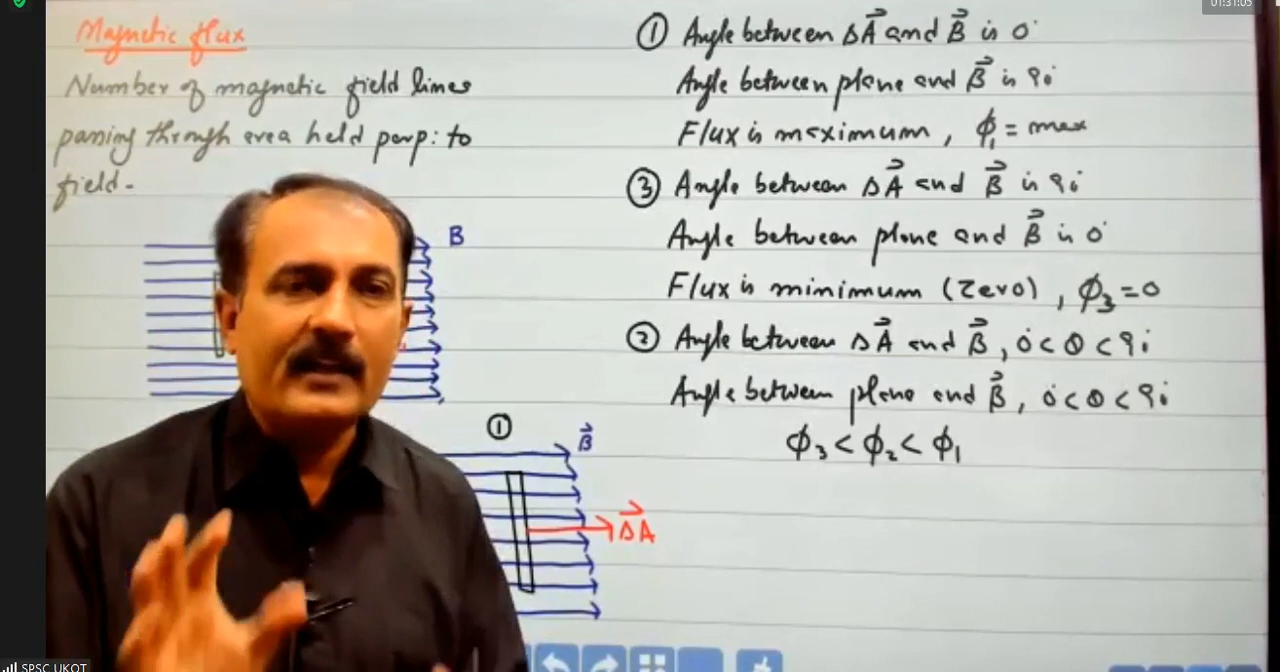 Magnetic flux
Number of magnetic field lines
passing through area held perp: to
field.
B
①
B⃗
ΔA⃗
① Angle between ΔA⃗ and B⃗ is 0°
Angle between plane and B⃗ is 90°
Flux is maximum, ϕ₁ = max
③ Angle between ΔA⃗ and B⃗ is 90°
Angle between plane and B⃗ is 0°
Flux is minimum (Zero), ϕ₃ = 0
② Angle between ΔA⃗ and B⃗, 0° < θ < 90°
Angle between plane and B⃗, 0° < θ < 90°
ϕ₃ < ϕ₂ < ϕ₁
01:31:05
SPSC UKOT